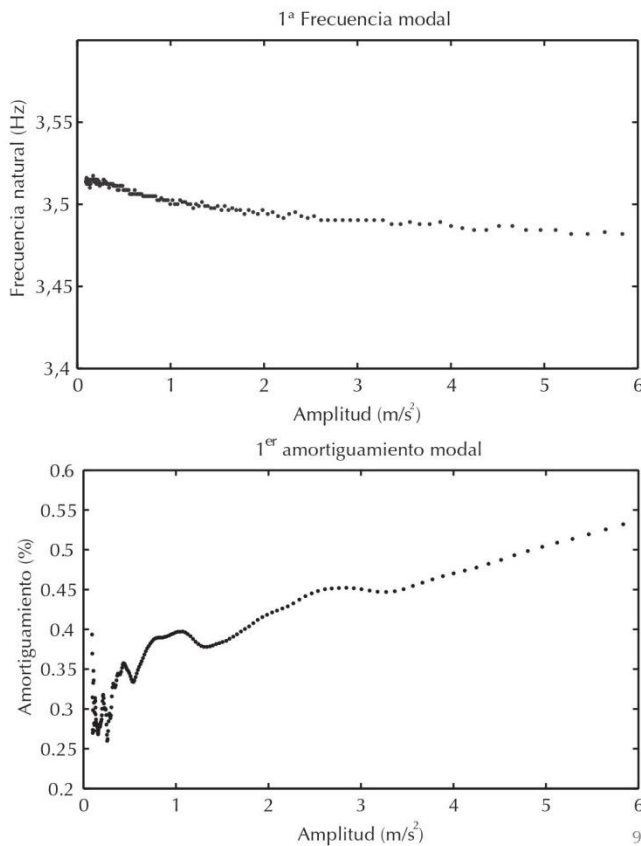 1ª Frecuencia modal
3,55
3,5
3,45
3,4
Frecuencia natural (Hz)
0 1 2 3 4 5 6
Amplitud (m/s²)
1er amortiguamiento modal
0.6
0.55
0.5
0.45
0.4
0.35
0.3
0.25
0.2
Amortiguamiento (%)
0 1 2 3 4 5 6
Amplitud (m/s²)
9